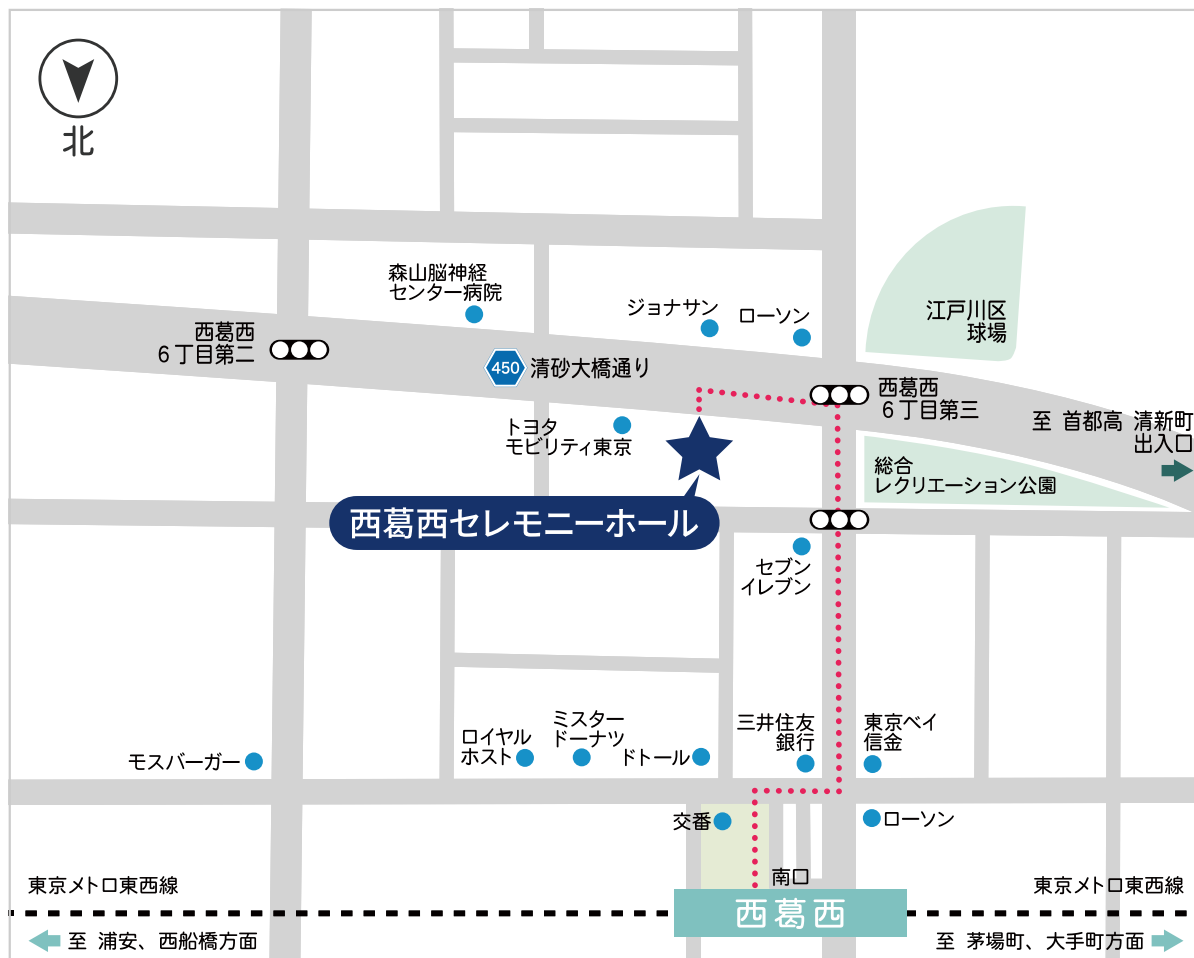 北
森山脳神経
センター病院
ジョナサン
ローソン
江戸川区
球場
西葛西
6丁目第二
450
清砂大橋通り
西葛西
6丁目第三
至 首都高 清新町
出入口
トヨタ
モビリティ東京
総合
レクリエーション公園
西葛西セレモニーホール
セブン
イレブン
モスバーガー
ロイヤル
ホスト
ミスター
ドーナツ
ドトール
三井住友
銀行
東京ベイ
信金
交番
ローソン
南口
東京メトロ東西線
東京メトロ東西線
西葛西
至 浦安、西船橋方面
至 茅場町、大手町方面